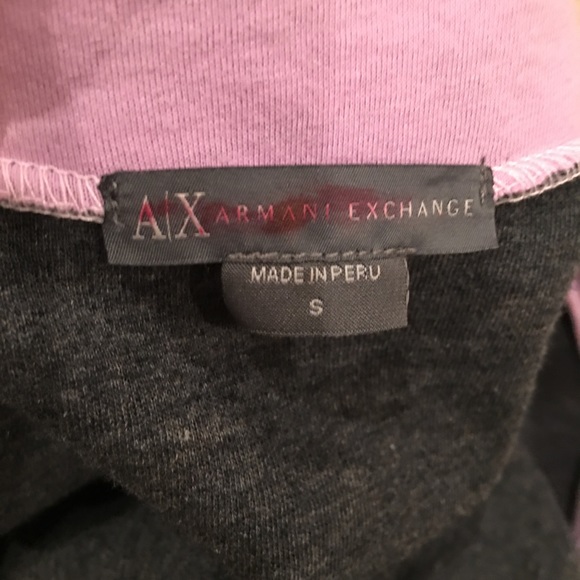 A|X ARMANI EXCHANGE
MADE IN PERU
S